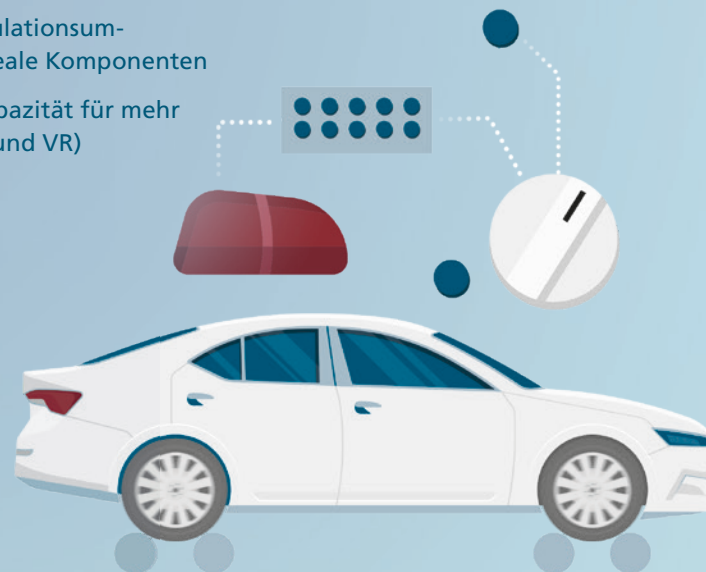 ulationsum-
eale Komponenten
pazität für mehr
und VR)